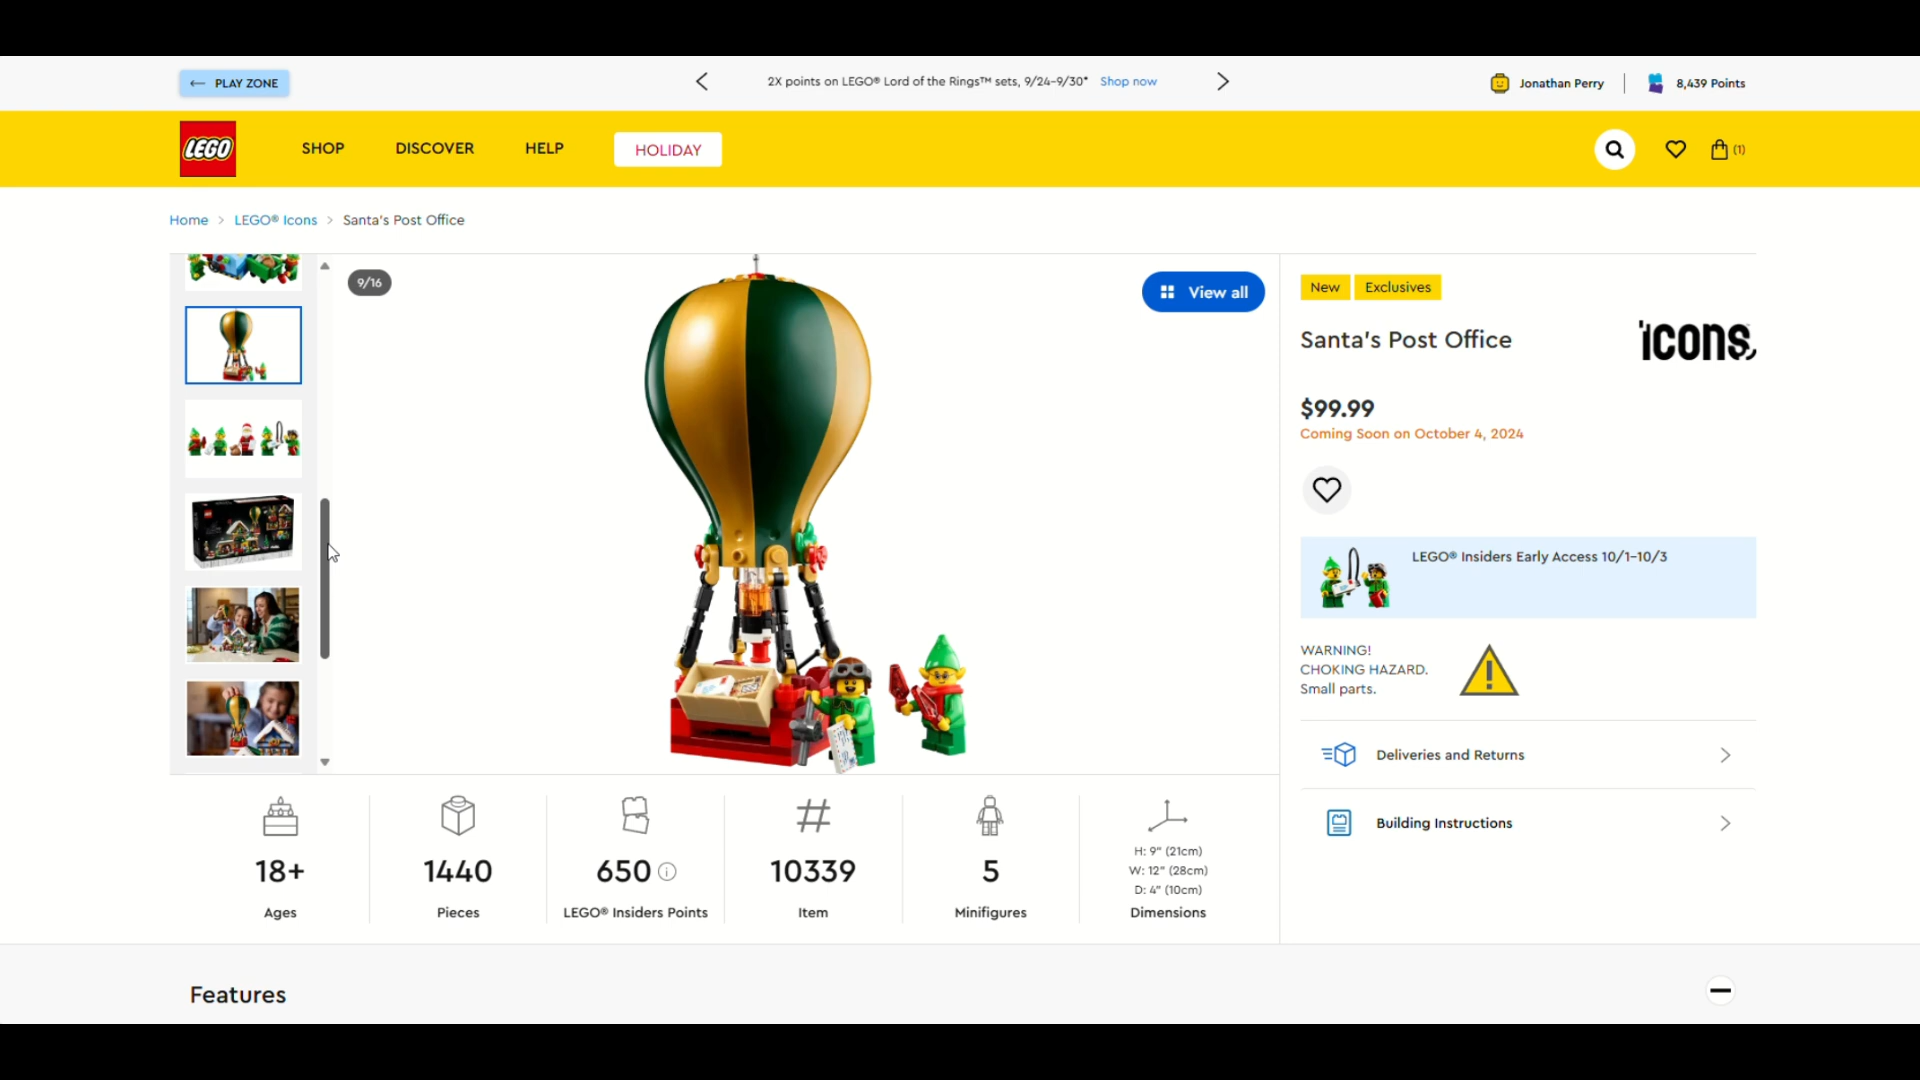 ← PLAY ZONE
2X points on LEGO® Lord of the Rings™ sets, 9/24-9/30* Shop now
Jonathan Perry
8,439 Points
LEGO
SHOP
DISCOVER
HELP
HOLIDAY
(1)
Home > LEGO® Icons > Santa's Post Office
9/16
View all
New
Exclusives
Santa's Post Office
icons
$99.99
Coming Soon on October 4, 2024
LEGO® Insiders Early Access 10/1-10/3
WARNING!
CHOKING HAZARD.
Small parts.
Deliveries and Returns
Building Instructions
18+
Ages
1440
Pieces
650
LEGO® Insiders Points
10339
Item
5
Minifigures
H: 9" (21cm)
W: 12" (28cm)
D: 4" (10cm)
Dimensions
Features